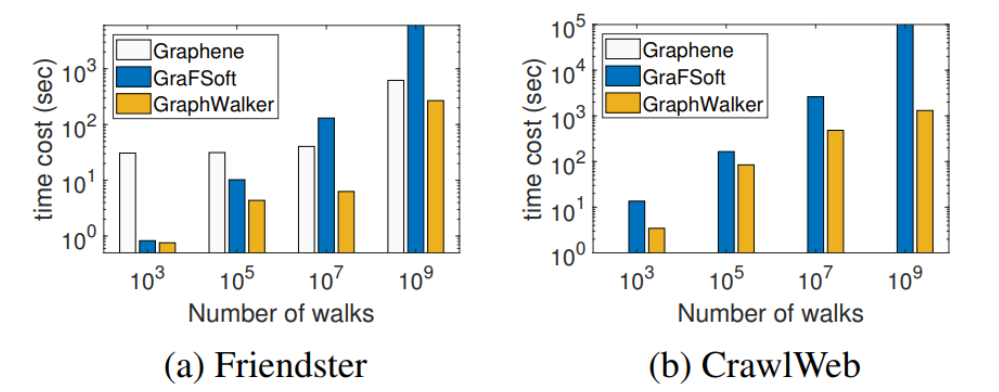 time cost (sec)
10^3
10^2
10^1
10^0
Graphene
GraFSoft
GraphWalker
10^3 10^5 10^7 10^9
Number of walks
(a) Friendster
time cost (sec)
10^5
10^4
10^3
10^2
10^1
10^0
Graphene
GraFSoft
GraphWalker
10^3 10^5 10^7 10^9
Number of walks
(b) CrawlWeb